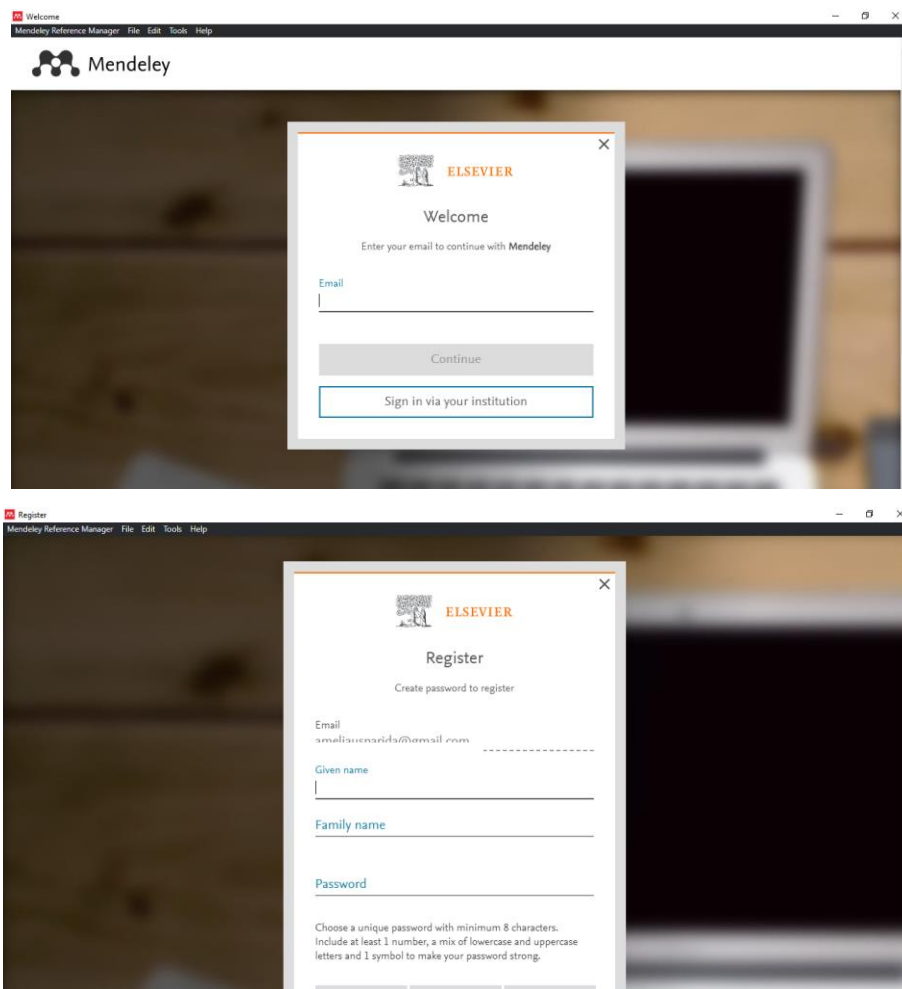 Welcome
Mendeley Reference Manager File Edit Tools Help
Mendeley
ELSEVIER
Welcome
Enter your email to continue with Mendeley
Email
Continue
Sign in via your institution
Register
Mendeley Reference Manager File Edit Tools Help
ELSEVIER
Register
Create password to register
Email
ameliausparida@gmail.com
Given name
Family name
Password
Choose a unique password with minimum 8 characters.
Include at least 1 number, a mix of lowercase and uppercase
letters and 1 symbol to make your password strong.